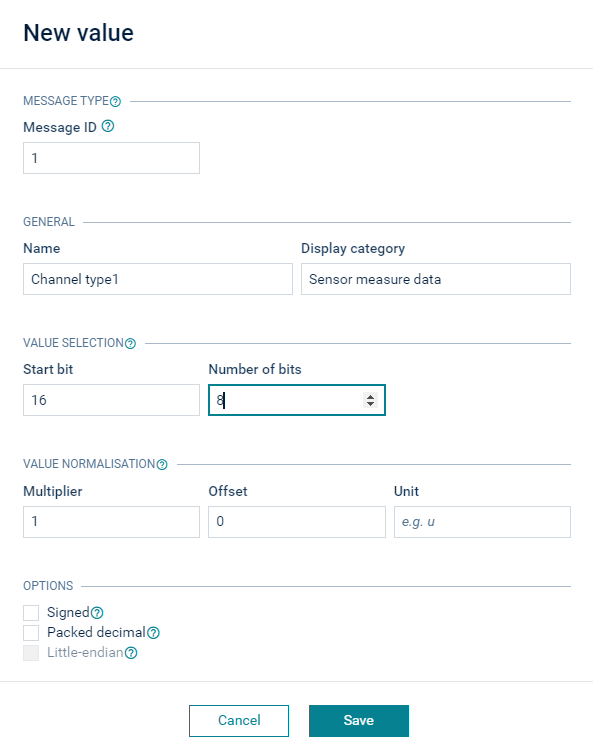 New value
MESSAGE TYPE?
Message ID ?
1
GENERAL
Name Display category
Channel type1 Sensor measure data
VALUE SELECTION?
Start bit Number of bits
16 8
VALUE NORMALISATION?
Multiplier Offset Unit
1 0 e.g. u
OPTIONS
Signed?
Packed decimal?
Little-endian?
Cancel Save